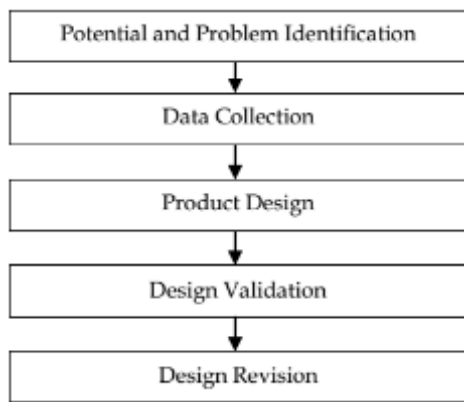 Potential and Problem Identification
Data Collection
Product Design
Design Validation
Design Revision